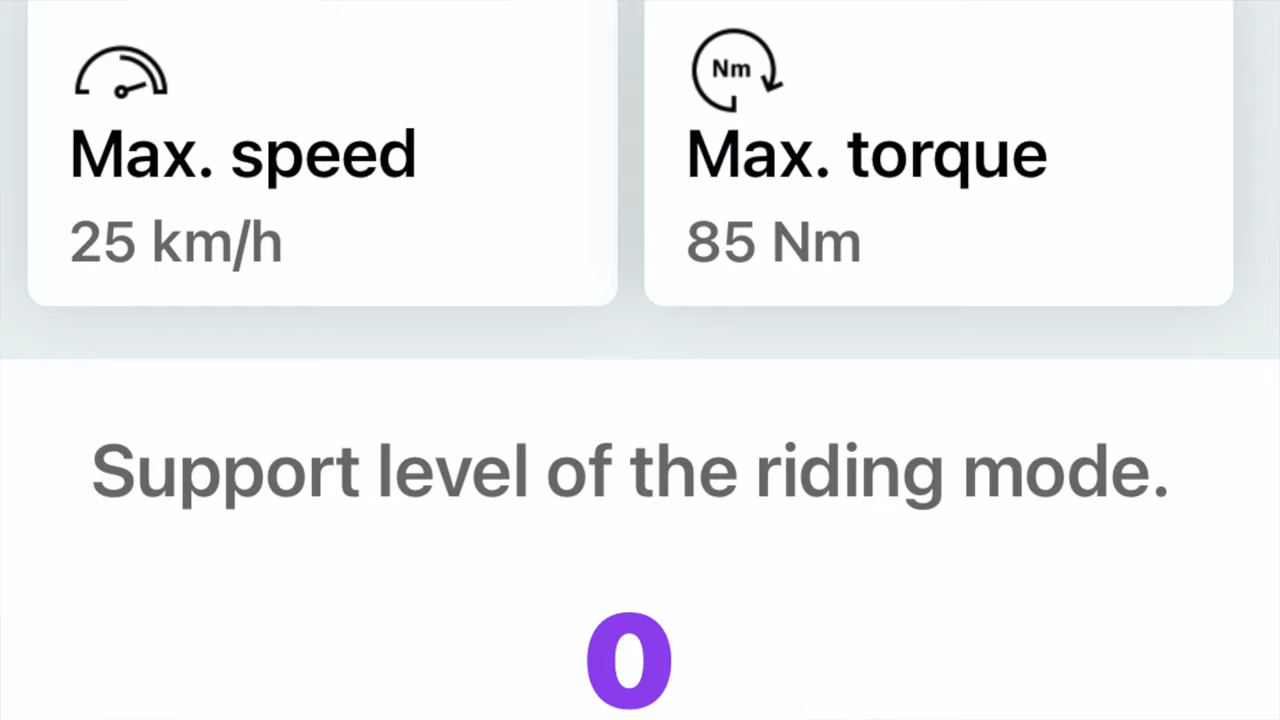 Nm
Max. speed
Max. torque
25 km/h
85 Nm
Support level of the riding mode.
0